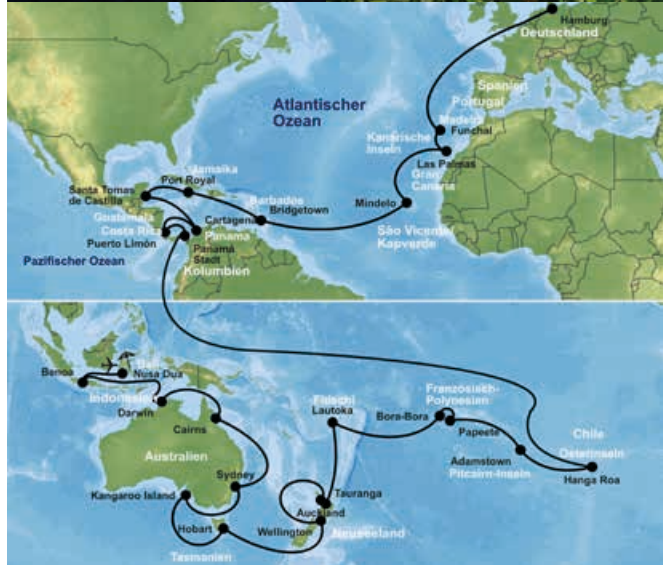 Hamburg
Deutschland
Spanien
Portugal
Madeira
Funchal
Atlantischer
Ozean
Kanarische
Inseln
Las Palmas
Gran
Canaria
Jamaika
Port Royal
Santa Tomas
de Castilla
Barbados
Bridgetown
Mindelo
São Vicente/
Kapverde
Guatemala
Cartagena
Costa Rica
Panama
Puerto Limón
Panamá
Stadt
Kolumbien
Pazifischer Ozean
Bali
Benoa
Nusa Dua
Indonesien
Darwin
Cairns
Australien
Sydney
Kangaroo Island
Hobart
Tasmanien
Fidschi
Lautoka
Französisch-
Polynesien
Bora-Bora
Papeete
Adamstown
Pitcairn-Inseln
Chile
Osterinseln
Hanga Roa
Tauranga
Auckland
Wellington
Neuseeland